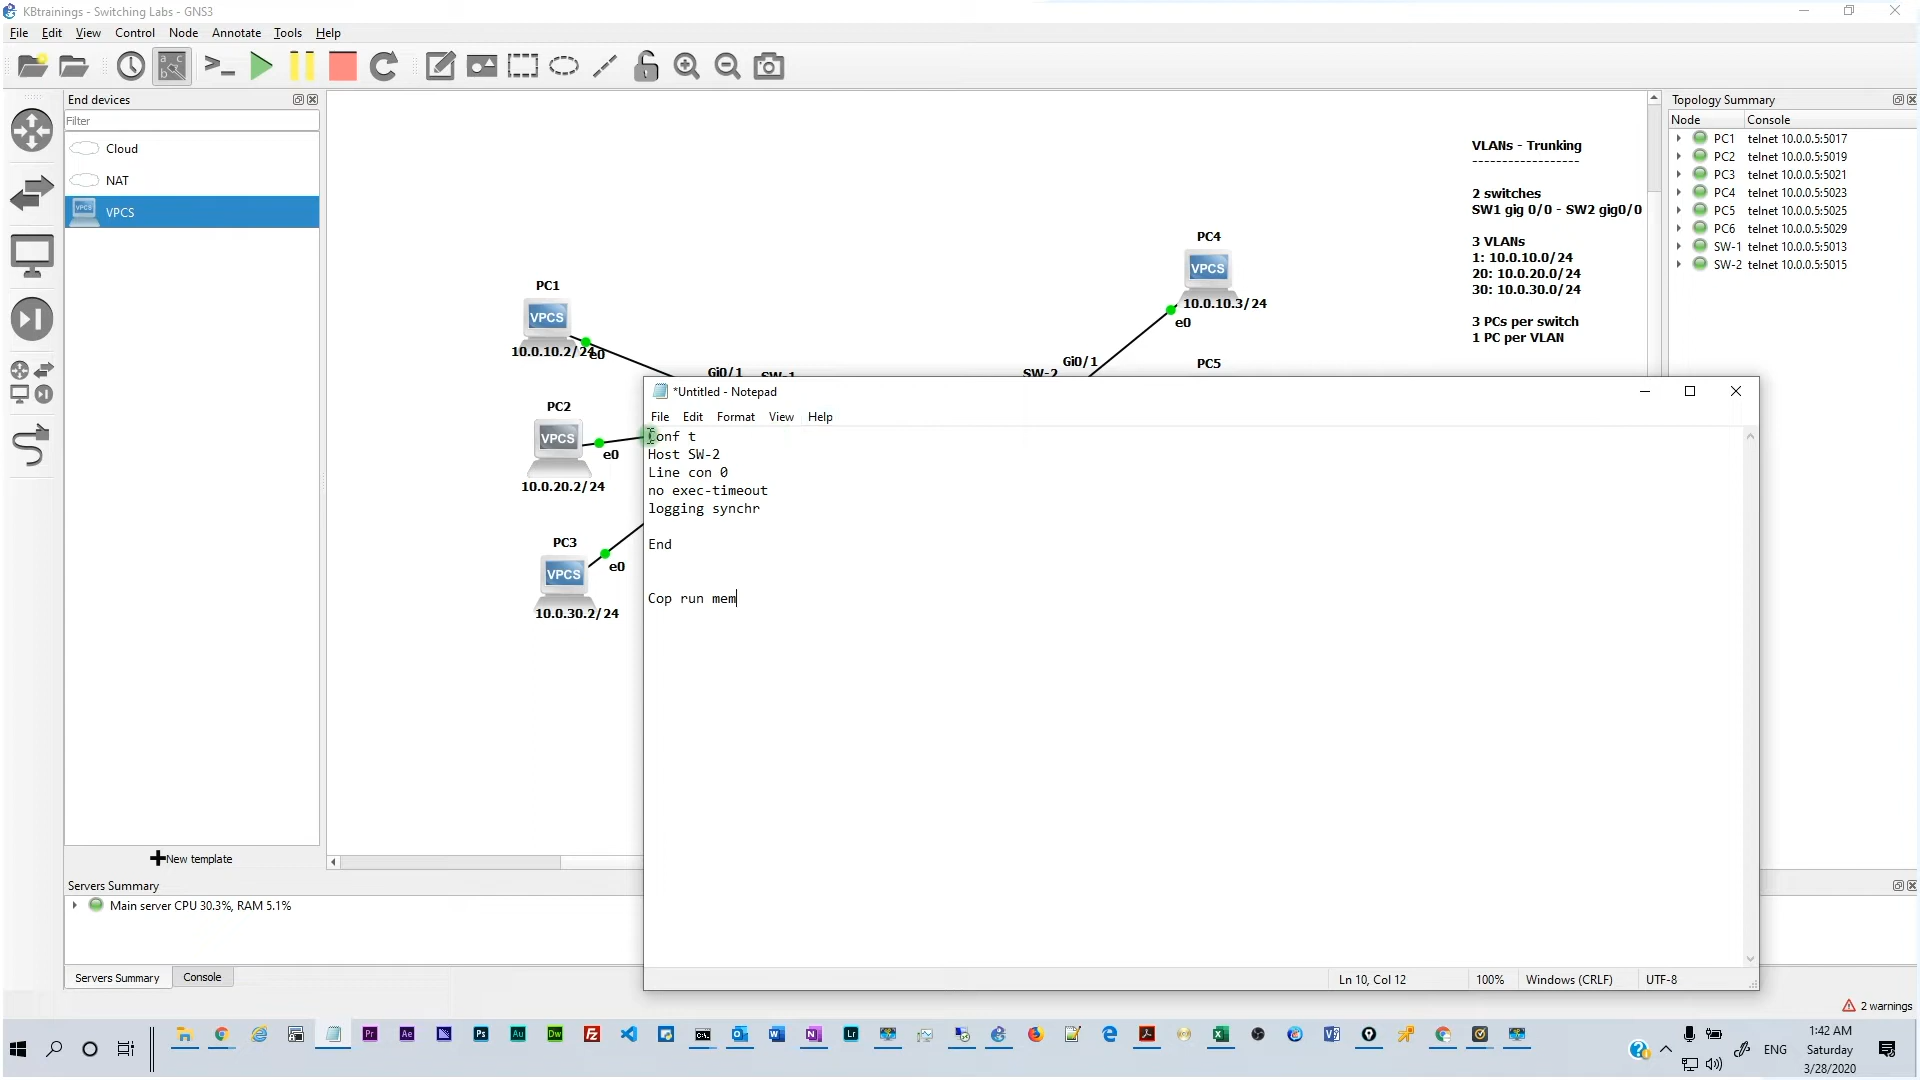 KBtrainings - Switching Labs - GNS3
File Edit View Control Node Annotate Tools Help
End devices
Filter
Cloud
NAT
VPCS
New template
PC1
VPCS
10.0.10.2/24
e0
Gi0/1
SW-1
PC2
VPCS
e0
10.0.20.2/24
PC3
VPCS
e0
10.0.30.2/24
PC4
VPCS
10.0.10.3/24
e0
SW-2
Gi0/1
PC5
VLANs - Trunking
------------------
2 switches
SW1 gig 0/0 - SW2 gig0/0
3 VLANs
1: 10.0.10.0/24
20: 10.0.20.0/24
30: 10.0.30.0/24
3 PCs per switch
1 PC per VLAN
Topology Summary
Node Console
PC1 telnet 10.0.0.5:5017
PC2 telnet 10.0.0.5:5019
PC3 telnet 10.0.0.5:5021
PC4 telnet 10.0.0.5:5023
PC5 telnet 10.0.0.5:5025
PC6 telnet 10.0.0.5:5029
SW-1 telnet 10.0.0.5:5013
SW-2 telnet 10.0.0.5:5015
*Untitled - Notepad
File Edit Format View Help
Conf t
Host SW-2
Line con 0
no exec-timeout
logging synchr
End
Cop run mem
Ln 10, Col 12 100% Windows (CRLF) UTF-8
Servers Summary
Main server CPU 30.3%, RAM 5.1%
Servers Summary Console
2 warnings
ENG
1:42 AM
Saturday
3/28/2020